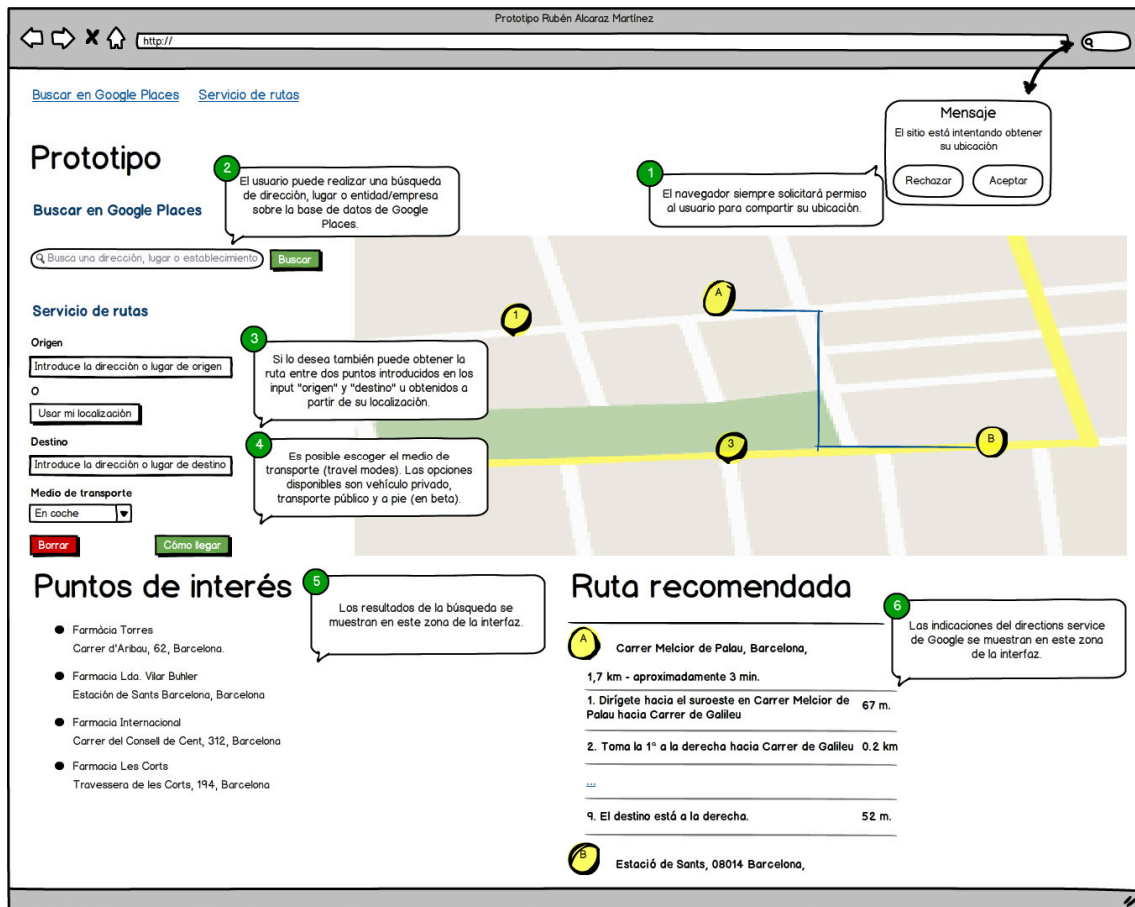 Prototipo Rubén Alcaraz Martínez
http://
Buscar en Google Places
Servicio de rutas
Mensaje
El sitio está intentando obtener
su ubicación
Rechazar
Aceptar
1
El navegador siempre solicitará permiso
al usuario para compartir su ubicación.
Prototipo
2
El usuario puede realizar una búsqueda
de dirección, lugar o entidad/empresa
sobre la base de datos de Google
Places.
Buscar en Google Places
Busca una dirección, lugar o establecimiento
Buscar
Servicio de rutas
Origen
Introduce la dirección o lugar de origen
O
Usar mi localización
Destino
Introduce la dirección o lugar de destino
Medio de transporte
En coche
Borrar
Cómo llegar
3
Si lo desea también puede obtener la
ruta entre dos puntos introducidos en los
input "origen" y "destino" u obtenidos a
partir de su localización.
4
Es posible escoger el medio de
transporte (travel modes). Las opciones
disponibles son vehículo privado,
transporte público y a pie (en beta).
1
A
3
B
Puntos de interés
5
Los resultados de la búsqueda se
muestran en este zona de la interfaz.
Farmàcia Torres
Carrer d'Aribau, 62, Barcelona.
Farmacia Lda. Vilar Buhler
Estación de Sants Barcelona, Barcelona
Farmacia Internacional
Carrer del Consell de Cent, 312, Barcelona
Farmacia Les Corts
Travessera de les Corts, 194, Barcelona
Ruta recomendada
6
Las indicaciones del directions service
de Google se muestran en este zona
de la interfaz.
A
Carrer Melcior de Palau, Barcelona,
1,7 km - aproximadamente 3 min.
1. Dirígete hacia el suroeste en Carrer Melcior de
Palau hacia Carrer de Galileu
67 m.
2. Toma la 1ª a la derecha hacia Carrer de Galileu 0.2 km
...
9. El destino está a la derecha. 52 m.
B
Estació de Sants, 08014 Barcelona,